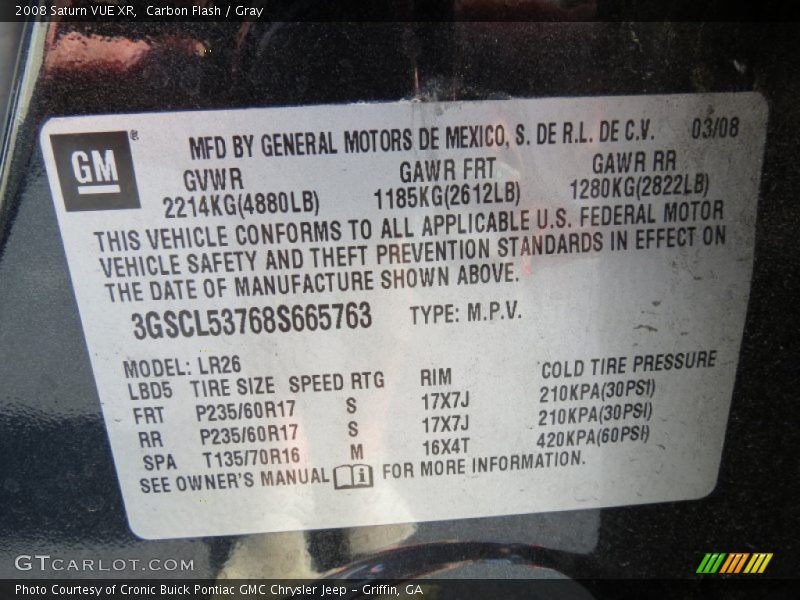 2008 Saturn VUE XR, Carbon Flash / Gray
GM®
MFD BY GENERAL MOTORS DE MEXICO, S. DE R.L. DE C.V. 03/08
GVWR GAWR FRT GAWR RR
2214KG(4880LB) 1185KG(2612LB) 1280KG(2822LB)
THIS VEHICLE CONFORMS TO ALL APPLICABLE U.S. FEDERAL MOTOR
VEHICLE SAFETY AND THEFT PREVENTION STANDARDS IN EFFECT ON
THE DATE OF MANUFACTURE SHOWN ABOVE.
3GSCL53768S665763 TYPE: M.P.V.
MODEL: LR26
LBD5 TIRE SIZE SPEED RTG RIM COLD TIRE PRESSURE
FRT P235/60R17 S 17X7J 210KPA(30PSI)
RR P235/60R17 S 17X7J 210KPA(30PSI)
SPA T135/70R16 M 16X4T 420KPA(60PSI)
SEE OWNER'S MANUAL FOR MORE INFORMATION.
GTCARLOT.COM
Photo Courtesy of Cronic Buick Pontiac GMC Chrysler Jeep - Griffin, GA